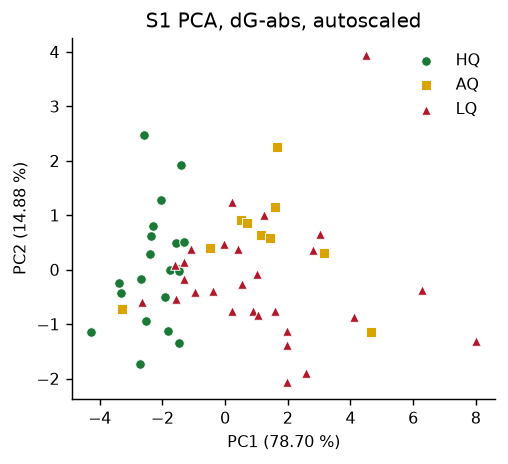 S1 PCA, dG-abs, autoscaled
HQ
AQ
LQ
4
3
2
1
0
−1
−2
PC2 (14.88 %)
−4
−2
0
2
4
6
8
PC1 (78.70 %)